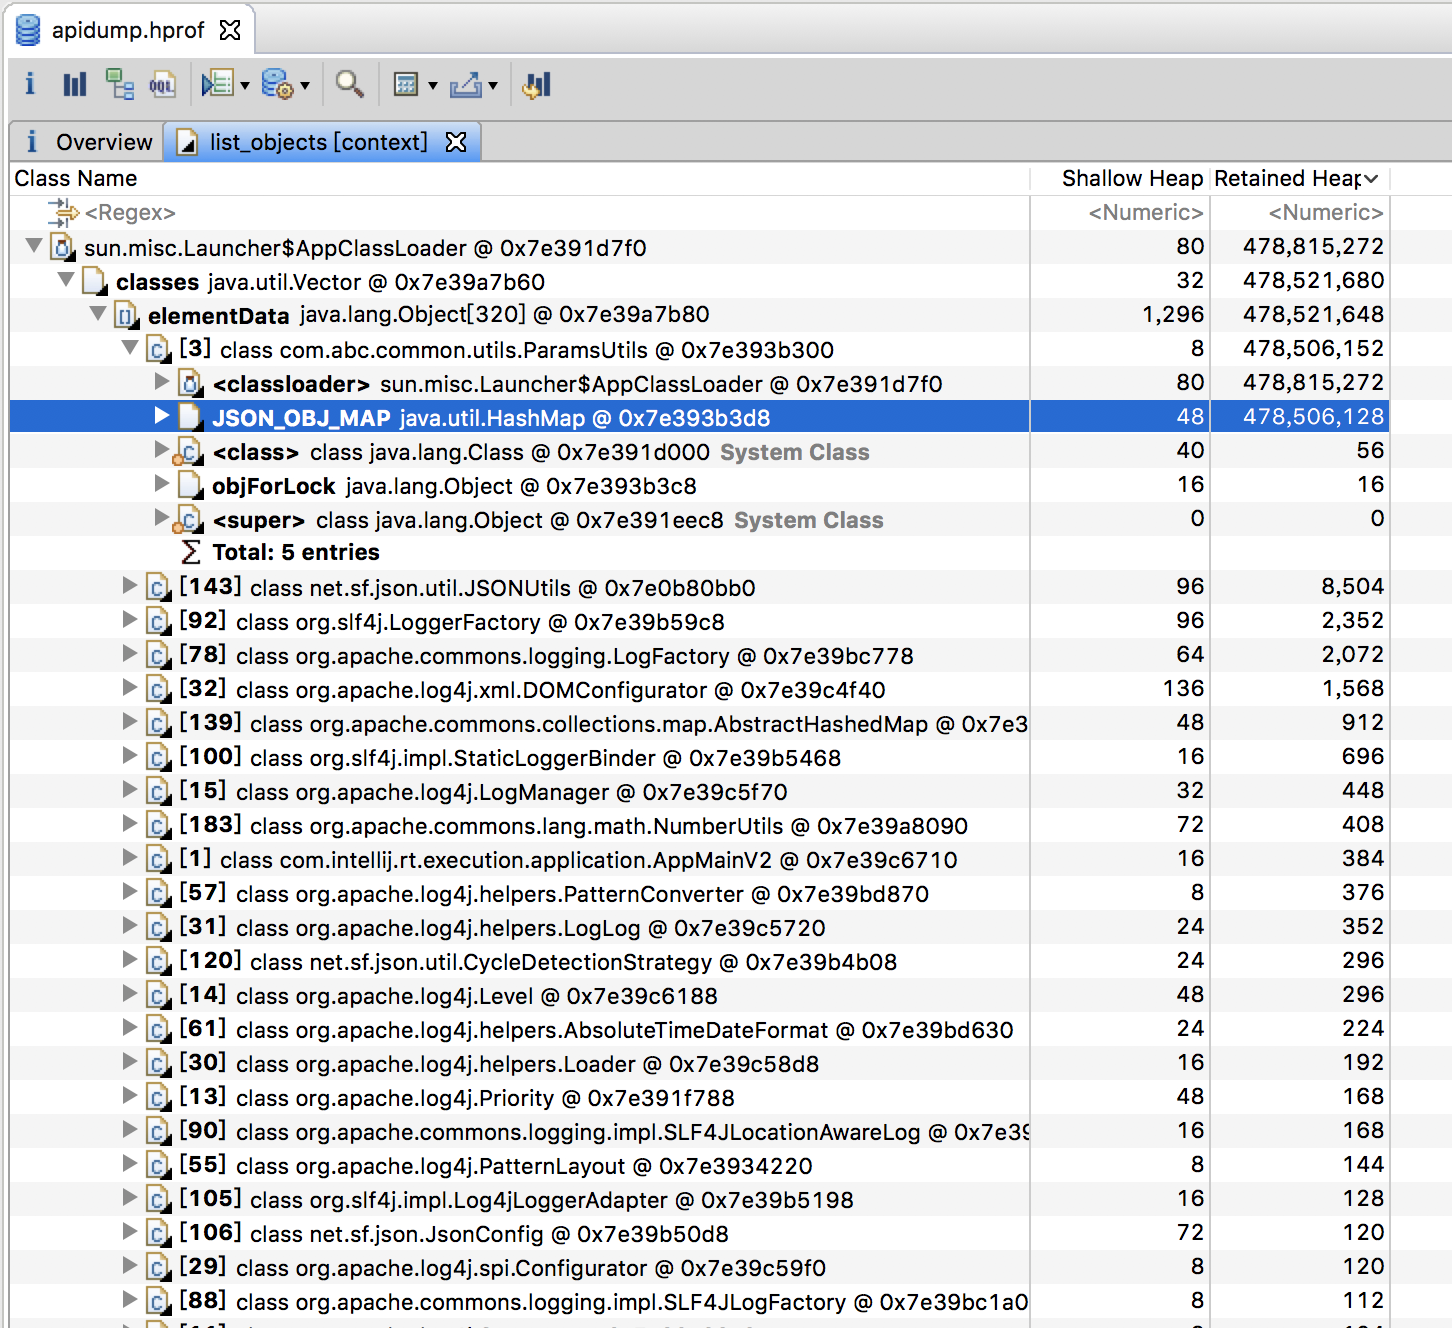 apidump.hprof
i OQL
i Overview list_objects [context]
Class Name Shallow Heap Retained Heap
<Regex> <Numeric> <Numeric>
sun.misc.Launcher$AppClassLoader @ 0x7e391d7f0 80 478,815,272
classes java.util.Vector @ 0x7e39a7b60 32 478,521,680
elementData java.lang.Object[320] @ 0x7e39a7b80 1,296 478,521,648
[3] class com.abc.common.utils.ParamsUtils @ 0x7e393b300 8 478,506,152
<classloader> sun.misc.Launcher$AppClassLoader @ 0x7e391d7f0 80 478,815,272
JSON_OBJ_MAP java.util.HashMap @ 0x7e393b3d8 48 478,506,128
<class> class java.lang.Class @ 0x7e391d000 System Class 40 56
objForLock java.lang.Object @ 0x7e393b3c8 16 16
<super> class java.lang.Object @ 0x7e391eec8 System Class 0 0
∑ Total: 5 entries
[143] class net.sf.json.util.JSONUtils @ 0x7e0b80bb0 96 8,504
[92] class org.slf4j.LoggerFactory @ 0x7e39b59c8 96 2,352
[78] class org.apache.commons.logging.LogFactory @ 0x7e39bc778 64 2,072
[32] class org.apache.log4j.xml.DOMConfigurator @ 0x7e39c4f40 136 1,568
[139] class org.apache.commons.collections.map.AbstractHashedMap @ 0x7e3 48 912
[100] class org.slf4j.impl.StaticLoggerBinder @ 0x7e39b5468 16 696
[15] class org.apache.log4j.LogManager @ 0x7e39c5f70 32 448
[183] class org.apache.commons.lang.math.NumberUtils @ 0x7e39a8090 72 408
[1] class com.intellij.rt.execution.application.AppMainV2 @ 0x7e39c6710 16 384
[57] class org.apache.log4j.helpers.PatternConverter @ 0x7e39bd870 8 376
[31] class org.apache.log4j.helpers.LogLog @ 0x7e39c5720 24 352
[120] class net.sf.json.util.CycleDetectionStrategy @ 0x7e39b4b08 24 296
[14] class org.apache.log4j.Level @ 0x7e39c6188 48 296
[61] class org.apache.log4j.helpers.AbsoluteTimeDateFormat @ 0x7e39bd630 24 224
[30] class org.apache.log4j.helpers.Loader @ 0x7e39c58d8 16 192
[13] class org.apache.log4j.Priority @ 0x7e391f788 48 168
[90] class org.apache.commons.logging.impl.SLF4JLocationAwareLog @ 0x7e39 16 168
[55] class org.apache.log4j.PatternLayout @ 0x7e3934220 8 144
[105] class org.slf4j.impl.Log4jLoggerAdapter @ 0x7e39b5198 16 128
[106] class net.sf.json.JsonConfig @ 0x7e39b50d8 72 120
[29] class org.apache.log4j.spi.Configurator @ 0x7e39c59f0 8 120
[88] class org.apache.commons.logging.impl.SLF4JLogFactory @ 0x7e39bc1a0 8 112